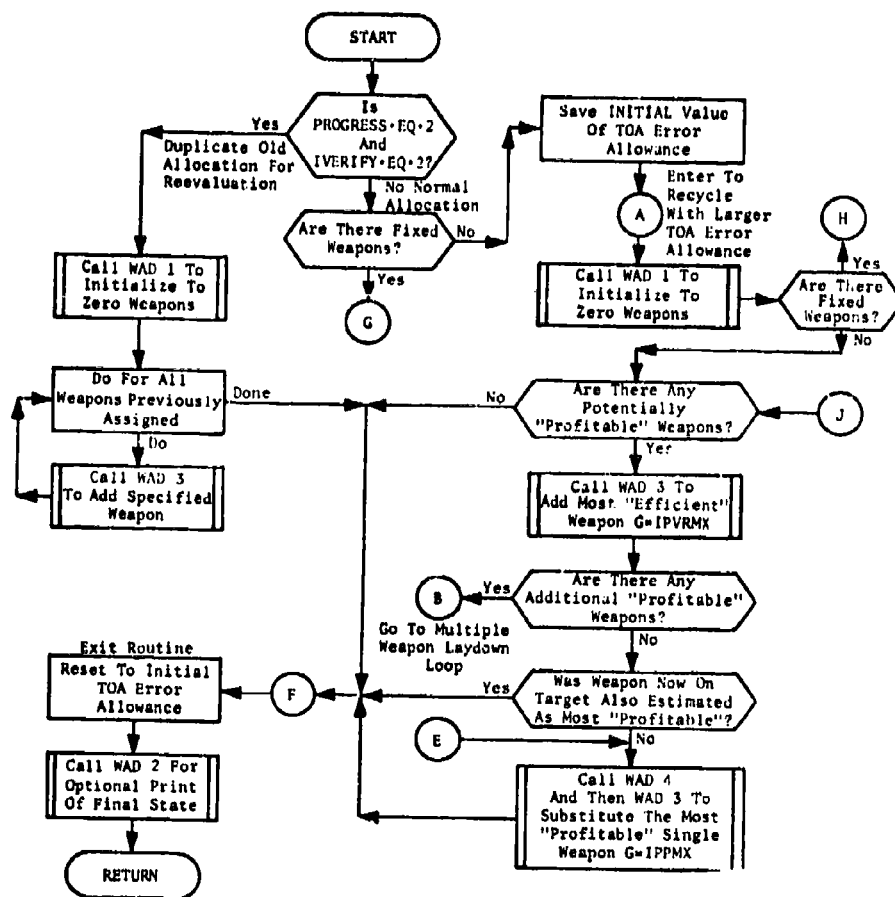 START
Is
PROGRESS·EQ·2
And
IVERIFY·EQ·2?
Yes
Duplicate Old
Allocation For
Reevaluation
No Normal
Allocation
Are There Fixed
Weapons?
No
Yes
G
Save INITIAL Value
Of TOA Error
Allowance
Enter To
Recycle
With Larger
TOA Error
Allowance
A
H
Call WAD 1 To
Initialize To
Zero Weapons
Call WAD 1 To
Initialize To
Zero Weapons
Yes
Are There
Fixed
Weapons?
No
Do For All
Weapons Previously
Assigned
Done
Do
Call WAD 3
To Add Specified
Weapon
No
Are There Any
Potentially
"Profitable" Weapons?
J
Yes
Call WAD 3 To
Add Most "Efficient"
Weapon G=IPVRMX
B
Yes
Are There Any
Additional "Profitable"
Weapons?
Go To Multiple
Weapon Laydown
Loop
No
Exit Routine
Reset To Initial
TOA Error
Allowance
F
Yes
Was Weapon Now On
Target Also Estimated
As Most "Profitable"?
E
No
Call WAD 2 For
Optional Print
Of Final State
Call WAD 4
And Then WAD 3 To
Substitute The Most
"Profitable" Single
Weapon G=IPPMX
RETURN